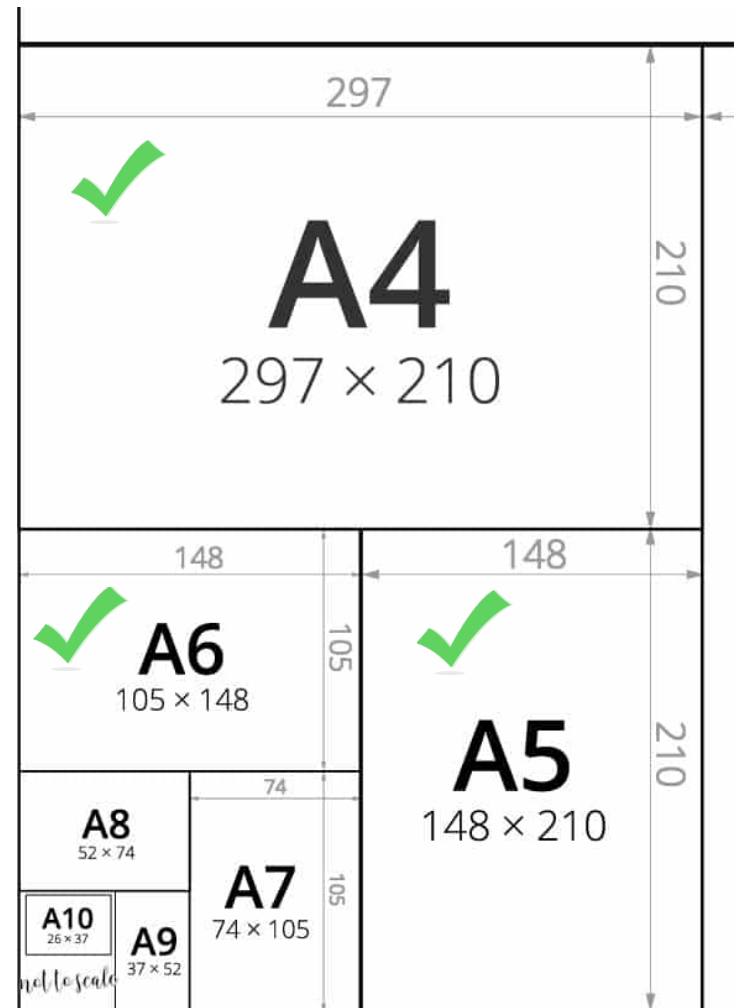 297
210
A4
297 × 210
148
105
A6
105 × 148
148
210
A5
148 × 210
A8
52 × 74
74
105
A7
74 × 105
A10
26 × 37
not to scale
A9
37 × 52